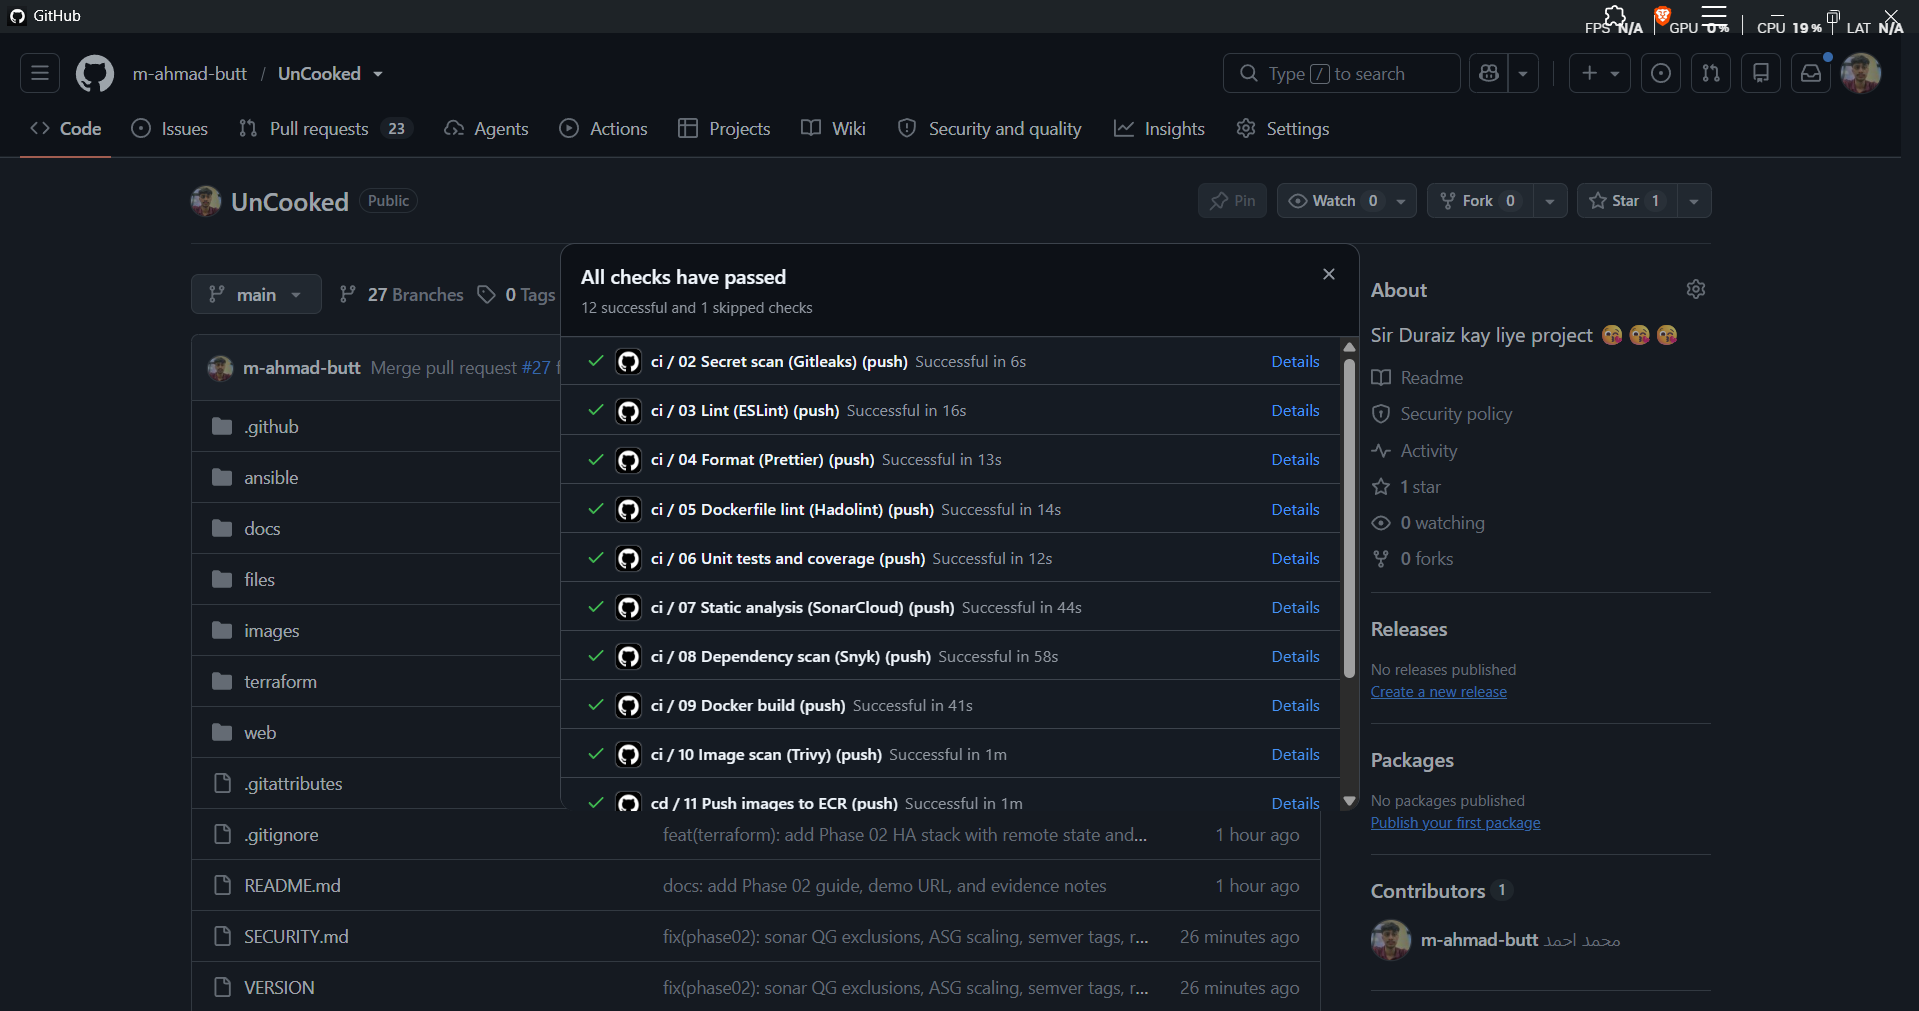 GitHub
FPS N/A GPU 0% CPU 19% LAT N/A
m-ahmad-butt / UnCooked
Type / to search
Code Issues Pull requests 23 Agents Actions Projects Wiki Security and quality Insights Settings
UnCooked Public
Pin Watch 0 Fork 0 Star 1
main 27 Branches 0 Tags
m-ahmad-butt Merge pull request #27 f
.github
ansible
docs
files
images
terraform
web
.gitattributes
.gitignore feat(terraform): add Phase 02 HA stack with remote state and... 1 hour ago
README.md docs: add Phase 02 guide, demo URL, and evidence notes 1 hour ago
SECURITY.md fix(phase02): sonar QG exclusions, ASG scaling, semver tags, r... 26 minutes ago
VERSION fix(phase02): sonar QG exclusions, ASG scaling, semver tags, r... 26 minutes ago
All checks have passed
12 successful and 1 skipped checks
ci / 02 Secret scan (Gitleaks) (push) Successful in 6s Details
ci / 03 Lint (ESLint) (push) Successful in 16s Details
ci / 04 Format (Prettier) (push) Successful in 13s Details
ci / 05 Dockerfile lint (Hadolint) (push) Successful in 14s Details
ci / 06 Unit tests and coverage (push) Successful in 12s Details
ci / 07 Static analysis (SonarCloud) (push) Successful in 44s Details
ci / 08 Dependency scan (Snyk) (push) Successful in 58s Details
ci / 09 Docker build (push) Successful in 41s Details
ci / 10 Image scan (Trivy) (push) Successful in 1m Details
cd / 11 Push images to ECR (push) Successful in 1m Details
About
Sir Duraiz kay liye project 😘 😘 😘
Readme
Security policy
Activity
1 star
0 watching
0 forks
Releases
No releases published
Create a new release
Packages
No packages published
Publish your first package
Contributors 1
m-ahmad-butt محمد احمد